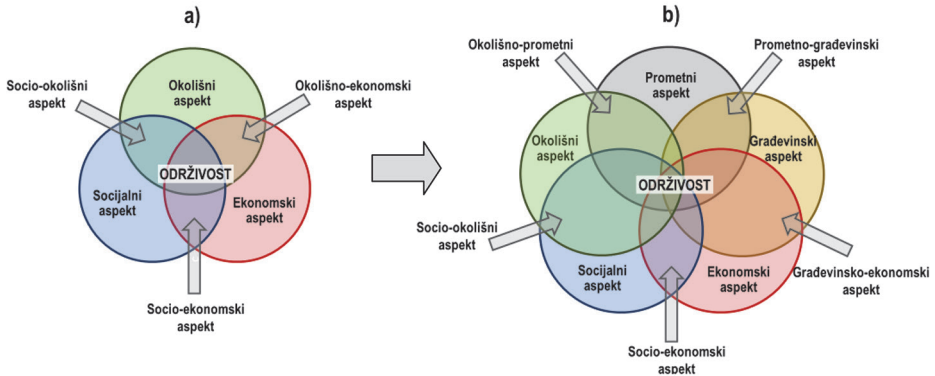 a)
Socio-okolišni
aspekt
Okolišni
aspekt
Okolišno-ekonomski
aspekt
ODRŽIVOST
Socijalni
aspekt
Ekonomski
aspekt
Socio-ekonomski
aspekt
b)
Okolišno-prometni
aspekt
Prometno-građevinski
aspekt
Prometni
aspekt
Okolišni
aspekt
Građevinski
aspekt
ODRŽIVOST
Socio-okolišni
aspekt
Socijalni
aspekt
Ekonomski
aspekt
Građevinsko-ekonomski
aspekt
Socio-ekonomski
aspekt